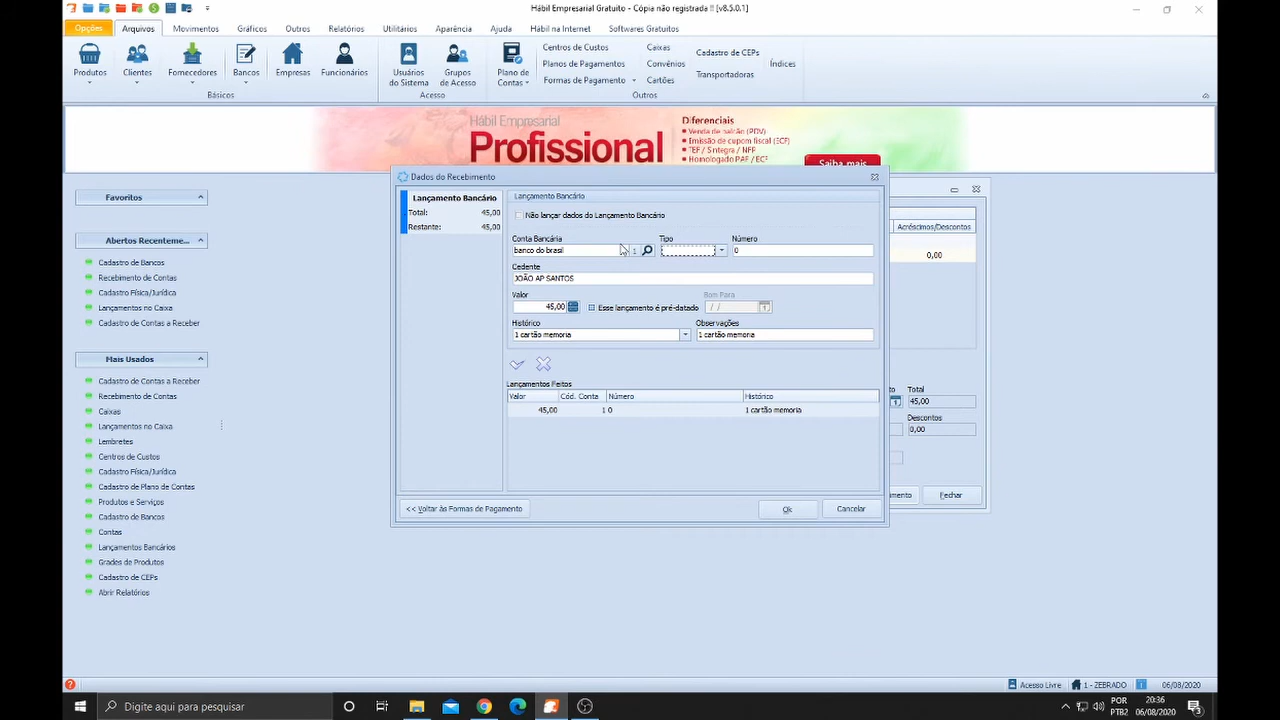 Hábil Empresarial Gratuito - Cópia não registrada !! [v8.5.0.1]
Opções Arquivos Movimentos Gráficos Outros Relatórios Utilitários Aparência Ajuda Hábil na Internet Softwares Gratuitos
Produtos Clientes Fornecedores Bancos Empresas Funcionários
Básicos
Usuários do Sistema Grupos de Acesso
Acesso
Plano de Contas
Centros de Custos Caixas Cadastro de CEPs
Planos de Pagamentos Convênios Índices
Formas de Pagamento Cartões Transportadoras
Outros
Hábil Empresarial
Profissional
Diferenciais
Venda de balcão (PDV)
Emissão de cupom fiscal (ECF)
TEF / Sintegra / NFP
Homologado PAF / ECF
Saiba mais
Favoritos
Abertos Recenteme...
Cadastro de Bancos
Recebimento de Contas
Cadastro Física/Jurídica
Lançamentos no Caixa
Cadastro de Contas a Receber
Mais Usados
Cadastro de Contas a Receber
Recebimento de Contas
Caixas
Lançamentos no Caixa
Lembretes
Centros de Custos
Cadastro Física/Jurídica
Cadastro de Plano de Contas
Produtos e Serviços
Cadastro de Bancos
Contas
Lançamentos Bancários
Grades de Produtos
Cadastro de CEPs
Abrir Relatórios
Dados do Recebimento
Lançamento Bancário
Total: 45,00
Restante: 45,00
Lançamento Bancário
Não lançar dados do Lançamento Bancário
Conta Bancária Tipo Número
banco do brasil 1 0
Cedente
JOÃO AP SANTOS
Valor Bom Para
45,00 Esse lançamento é pré-datado / /
Histórico Observações
1 cartão memoria 1 cartão memoria
Lançamentos Feitos
Valor Cód. Conta Número Histórico
45,00 1 0 1 cartão memoria
<< Voltar às Formas de Pagamento Ok Cancelar
Acréscimos/Descontos
0,00
Total
45,00
Descontos
0,00
Fechar
Acesso Livre 1 - ZEBRADO 06/08/2020
Digite aqui para pesquisar
POR
PTB2
20:36
06/08/2020
3